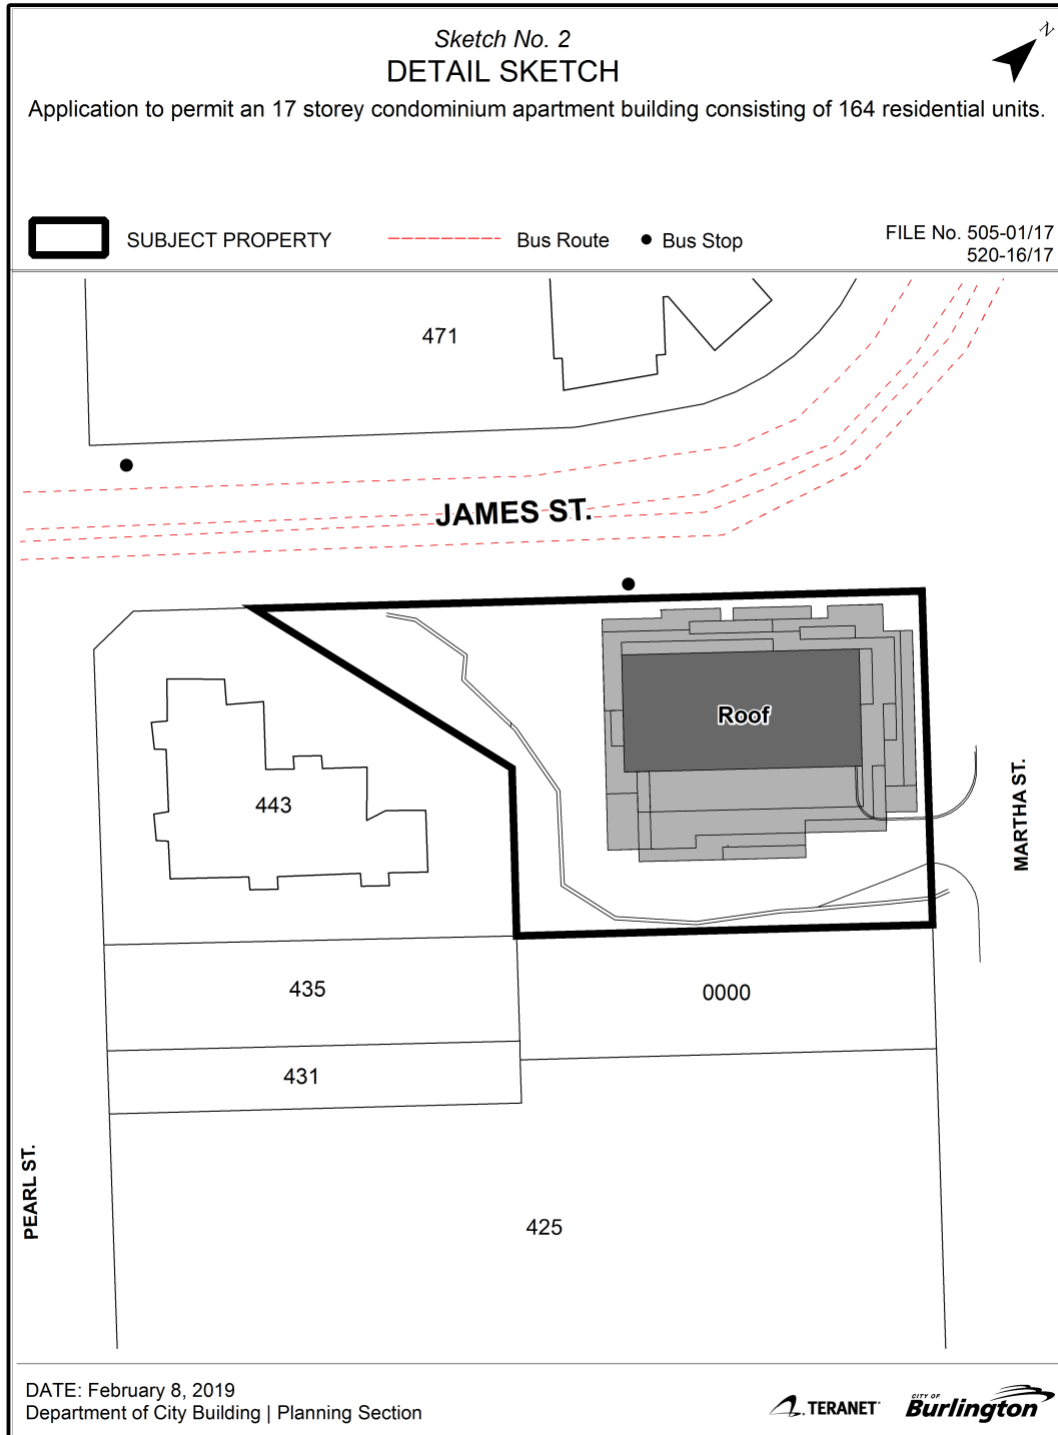 Sketch No. 2
N
DETAIL SKETCH
Application to permit an 17 storey condominium apartment building consisting of 164 residential units.
SUBJECT PROPERTY
Bus Route
Bus Stop
FILE No. 505-01/17
520-16/17
471
JAMES ST.
Roof
443
MARTHA ST.
435
0000
431
PEARL ST.
425
DATE: February 8, 2019
Department of City Building | Planning Section
TERANET
CITY OF
Burlington